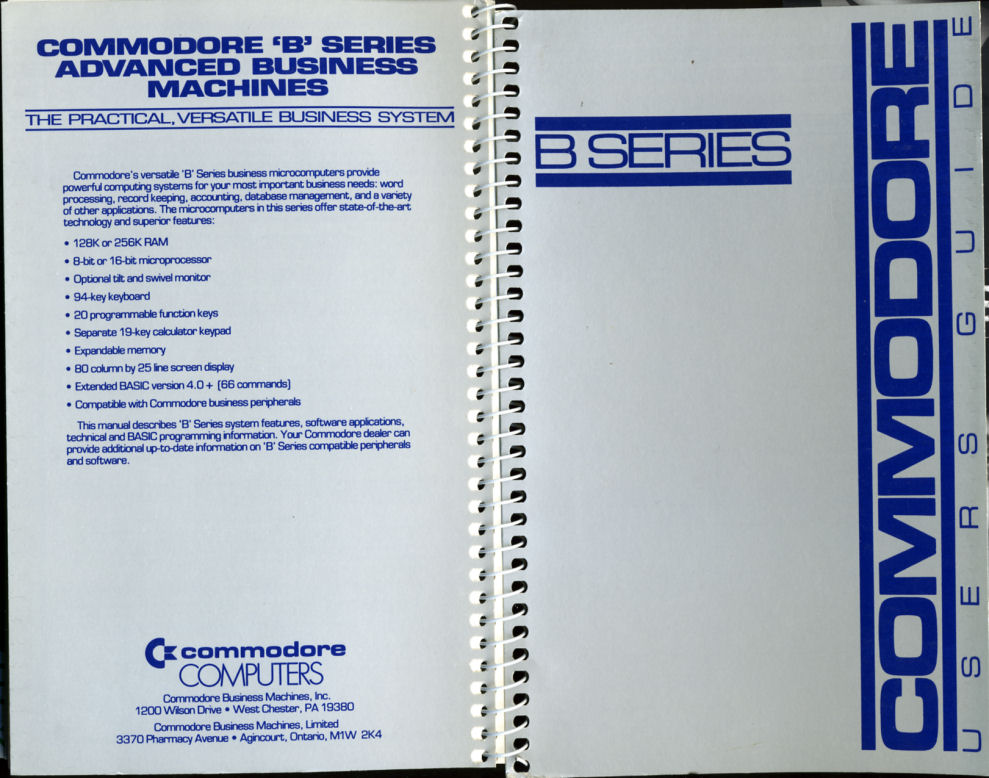 COMMODORE 'B' SERIES
ADVANCED BUSINESS
MACHINES
THE PRACTICAL, VERSATILE BUSINESS SYSTEM
Commodore's versatile 'B' Series business microcomputers provide
powerful computing systems for your most important business needs: word
processing, record keeping, accounting, database management, and a variety
of other applications. The microcomputers in this series offer state-of-the-art
technology and superior features:
• 128K or 256K RAM
• 8-bit or 16-bit microprocessor
• Optional tilt and swivel monitor
• 94-key keyboard
• 20 programmable function keys
• Separate 19-key calculator keypad
• Expandable memory
• 80 column by 25 line screen display
• Extended BASIC version 4.0 + (66 commands)
• Compatible with Commodore business peripherals
This manual describes 'B' Series system features, software applications,
technical and BASIC programming information. Your Commodore dealer can
provide additional up-to-date information on 'B' Series compatible peripherals
and software.
commodore
COMPUTERS
Commodore Business Machines, Inc.
1200 Wilson Drive • West Chester, PA 19380
Commodore Business Machines, Limited
3370 Pharmacy Avenue • Agincourt, Ontario, M1W 2K4
B SERIES
COMMODORE
USERS GUIDE